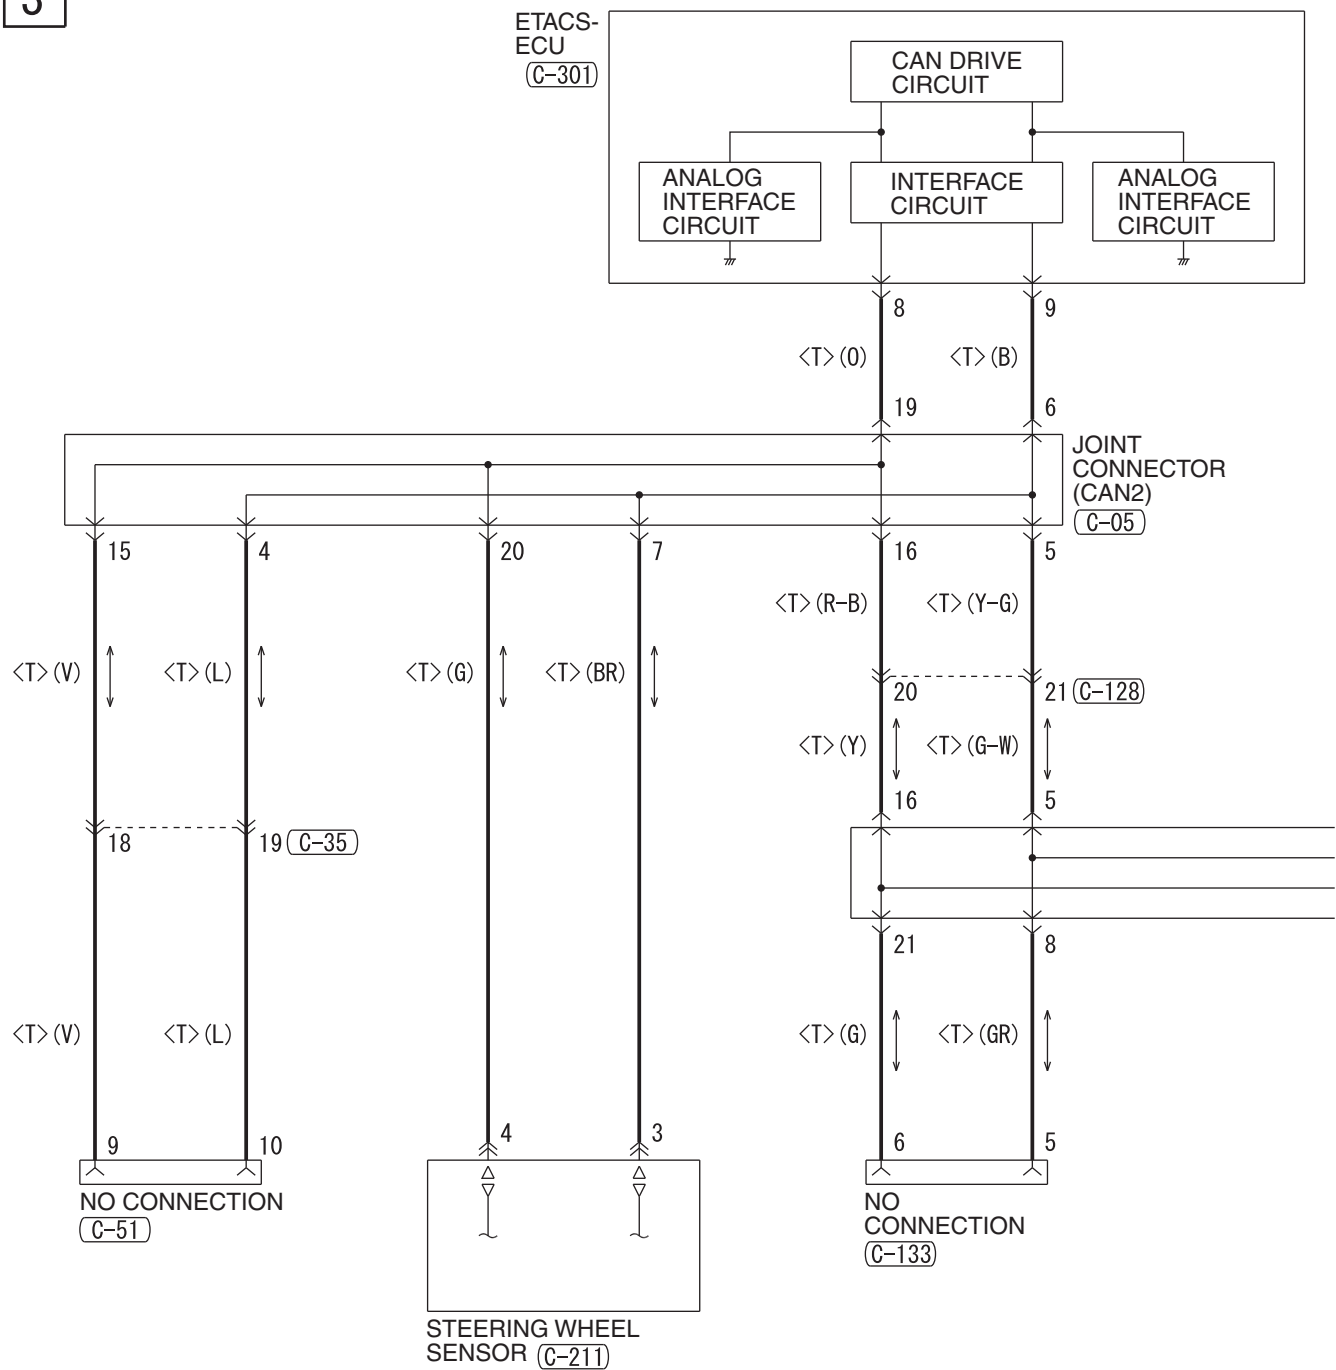 3
ETACS-
ECU
C-301
CAN DRIVE
CIRCUIT
ANALOG
INTERFACE
CIRCUIT
INTERFACE
CIRCUIT
ANALOG
INTERFACE
CIRCUIT
8 9
<T>(O) <T>(B)
19 6
JOINT
CONNECTOR
(CAN2)
C-05
15 4 20 7 16 5
<T>(R-B) <T>(Y-G)
<T>(V) <T>(L) <T>(G) <T>(BR)
20 21 C-128
<T>(Y) <T>(G-W)
16 5
18 19 C-35
21 8
<T>(V) <T>(L) <T>(G) <T>(GR)
9 10 4 3 6 5
NO CONNECTION
C-51
NO
CONNECTION
C-133
STEERING WHEEL
SENSOR C-211